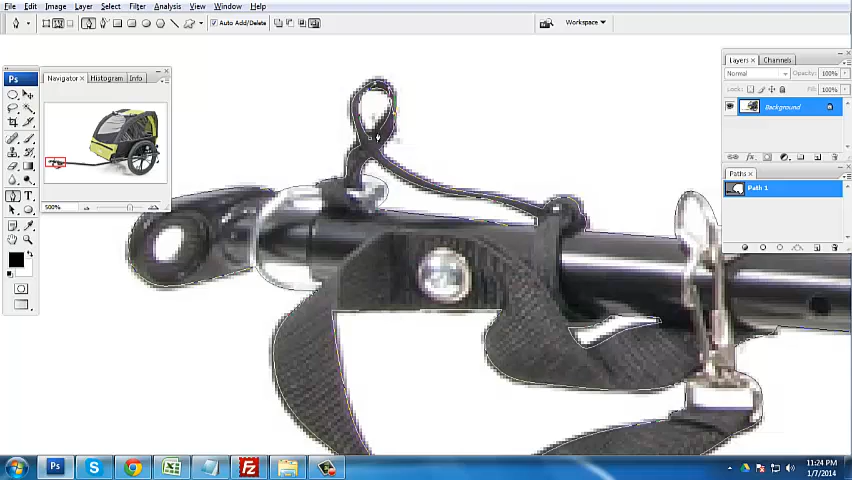 File Edit Image Layer Select Filter Analysis View Window Help
Auto Add/Delete
Workspace
Ps
Navigator Histogram Info
500%
Layers Channels
Normal Opacity: 100%
Lock: Fill: 100%
Background
Paths
Path 1
T
Ps
11:24 PM
1/7/2014